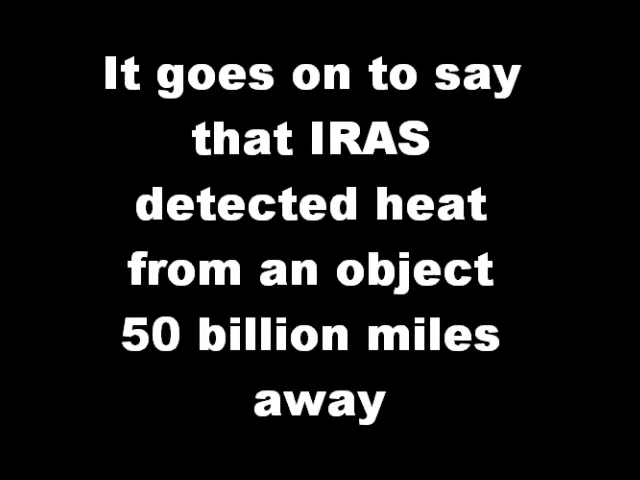 It goes on to say
that IRAS
detected heat
from an object
50 billion miles
away